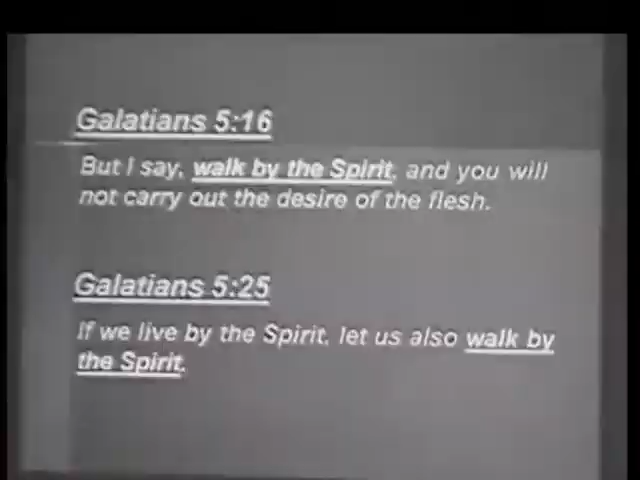 Galatians 5:16
But I say, walk by the Spirit, and you will
not carry out the desire of the flesh.
Galatians 5:25
If we live by the Spirit, let us also walk by
the Spirit.